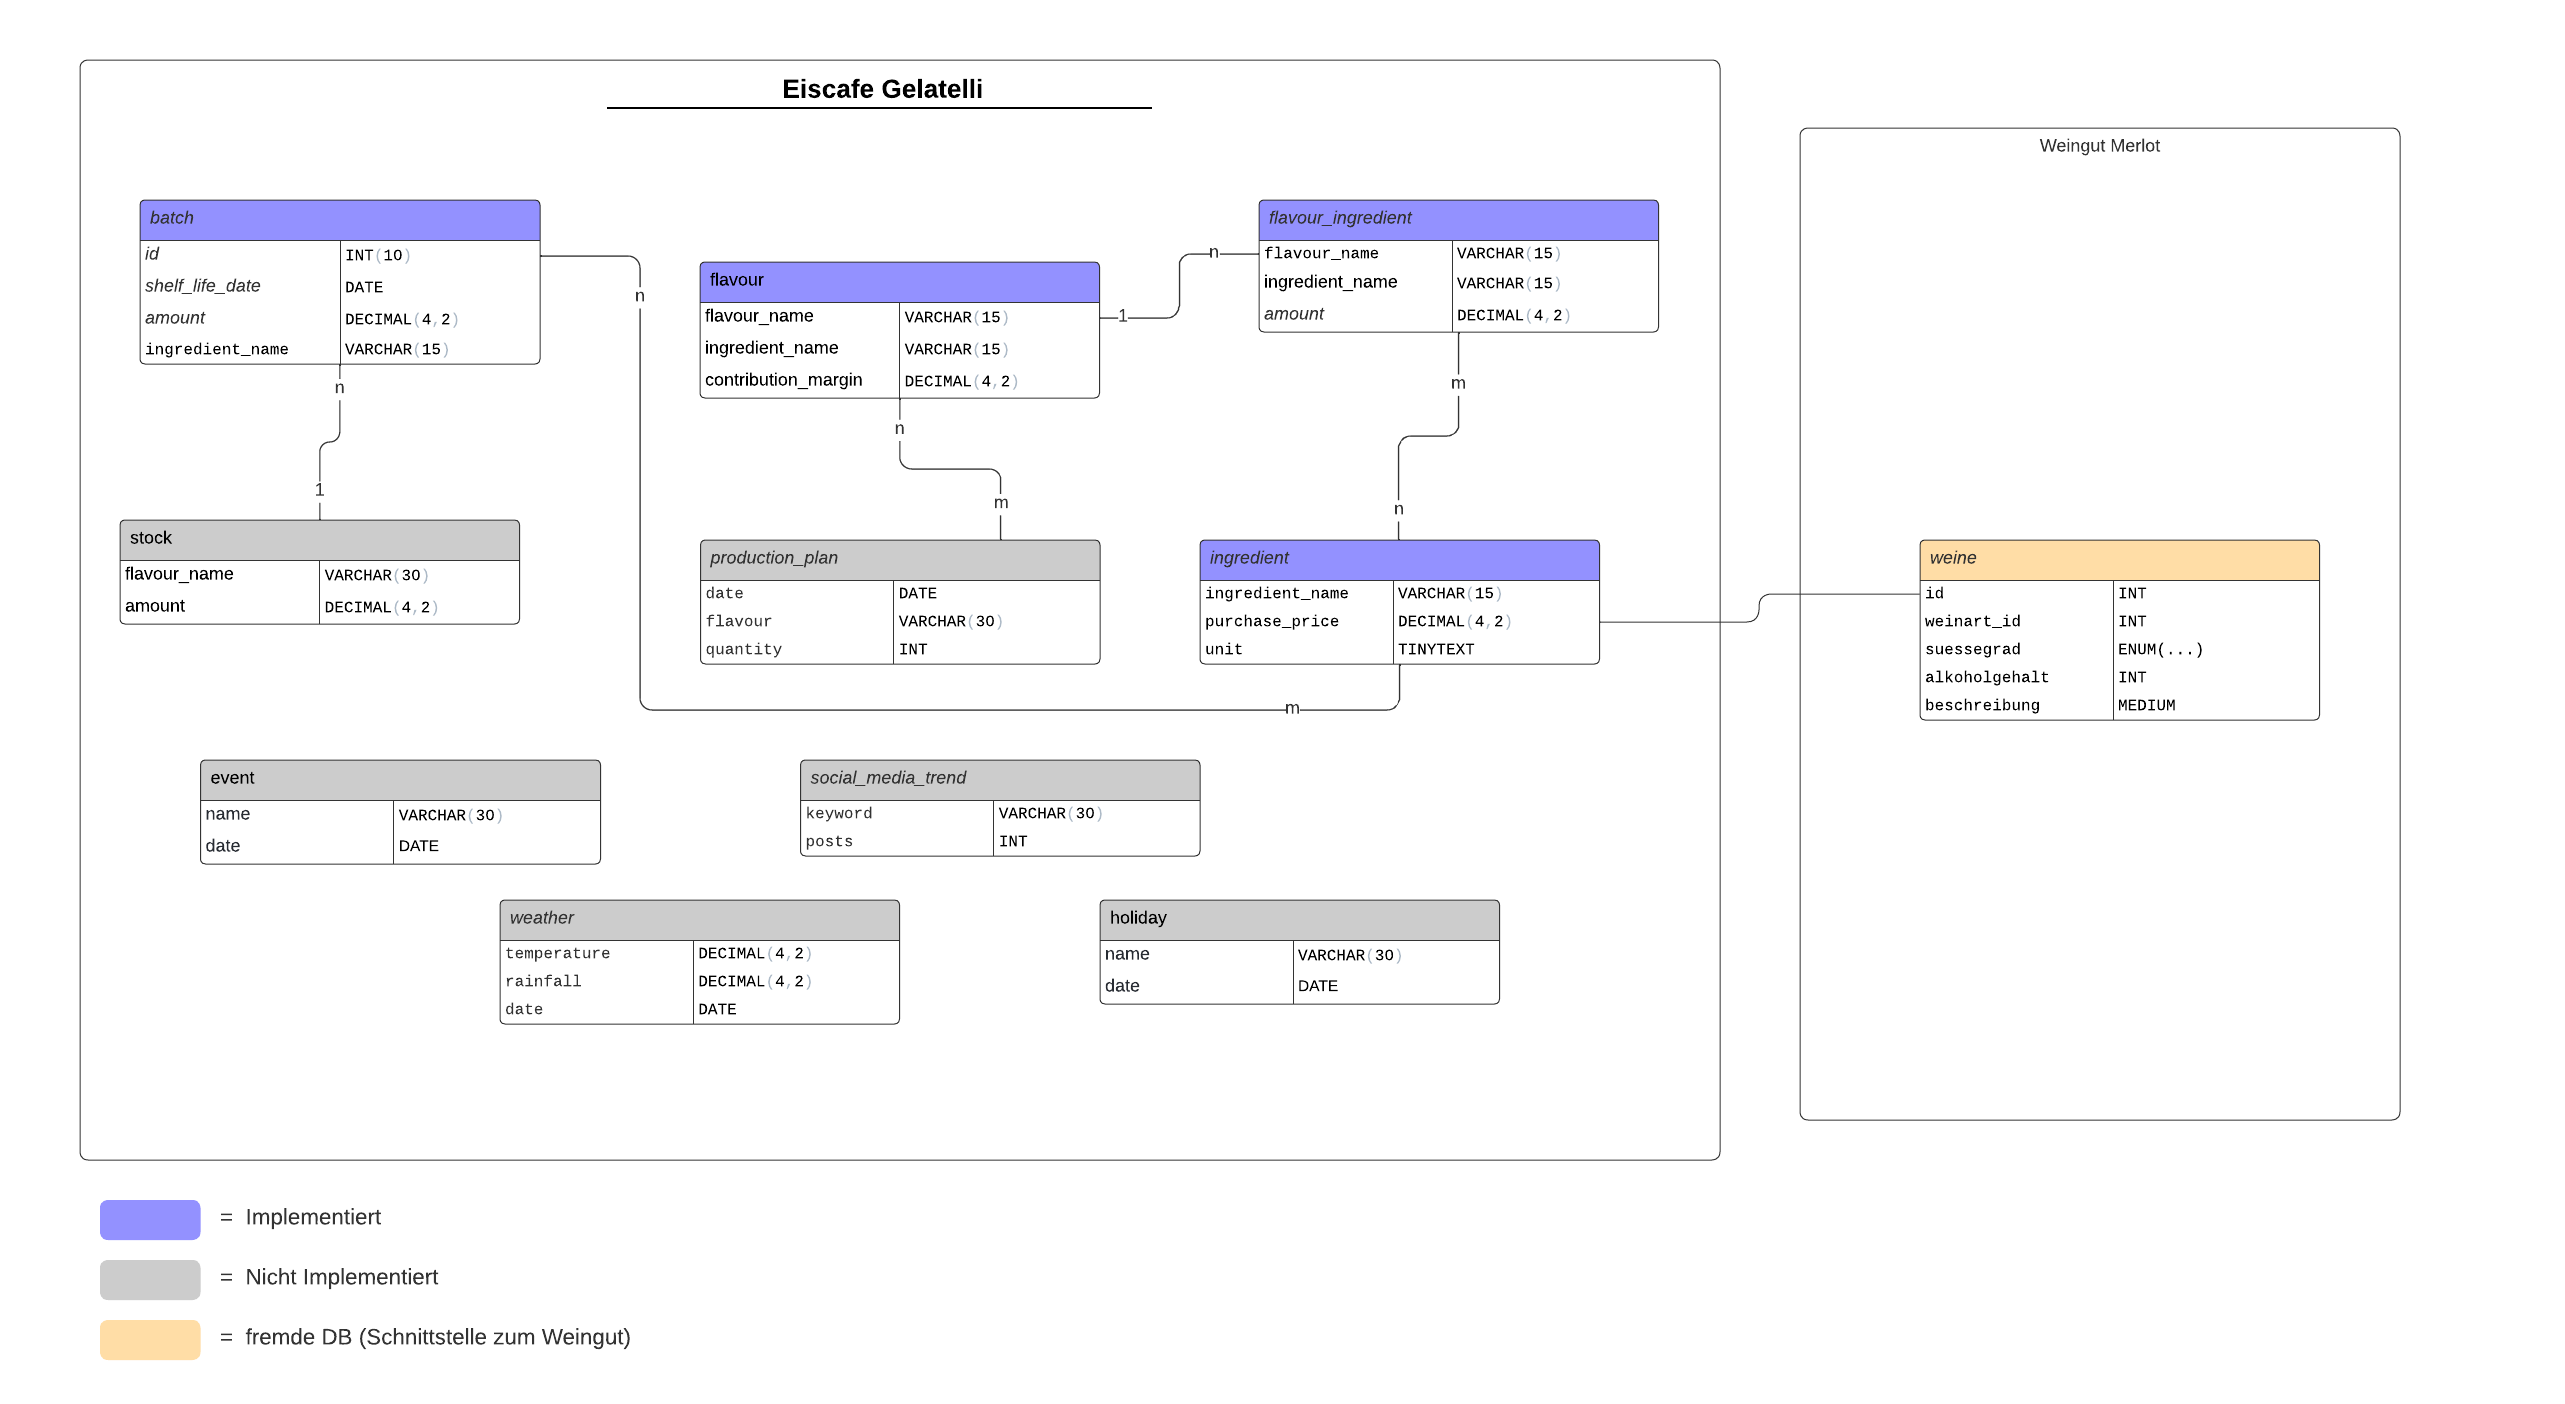 Eiscafe Gelatelli
Weingut Merlot
batch
id INT(10)
shelf_life_date DATE
amount DECIMAL(4,2)
ingredient_name VARCHAR(15)
n
n
1
flavour
flavour_name VARCHAR(15)
ingredient_name VARCHAR(15)
contribution_margin DECIMAL(4,2)
1
n
n
m
flavour_ingredient
flavour_name VARCHAR(15)
ingredient_name VARCHAR(15)
amount DECIMAL(4,2)
m
n
stock
flavour_name VARCHAR(30)
amount DECIMAL(4,2)
production_plan
date DATE
flavour VARCHAR(30)
quantity INT
ingredient
ingredient_name VARCHAR(15)
purchase_price DECIMAL(4,2)
unit TINYTEXT
m
weine
id INT
weinart_id INT
suessegrad ENUM(...)
alkoholgehalt INT
beschreibung MEDIUM
event
name VARCHAR(30)
date DATE
social_media_trend
keyword VARCHAR(30)
posts INT
weather
temperature DECIMAL(4,2)
rainfall DECIMAL(4,2)
date DATE
holiday
name VARCHAR(30)
date DATE
= Implementiert
= Nicht Implementiert
= fremde DB (Schnittstelle zum Weingut)